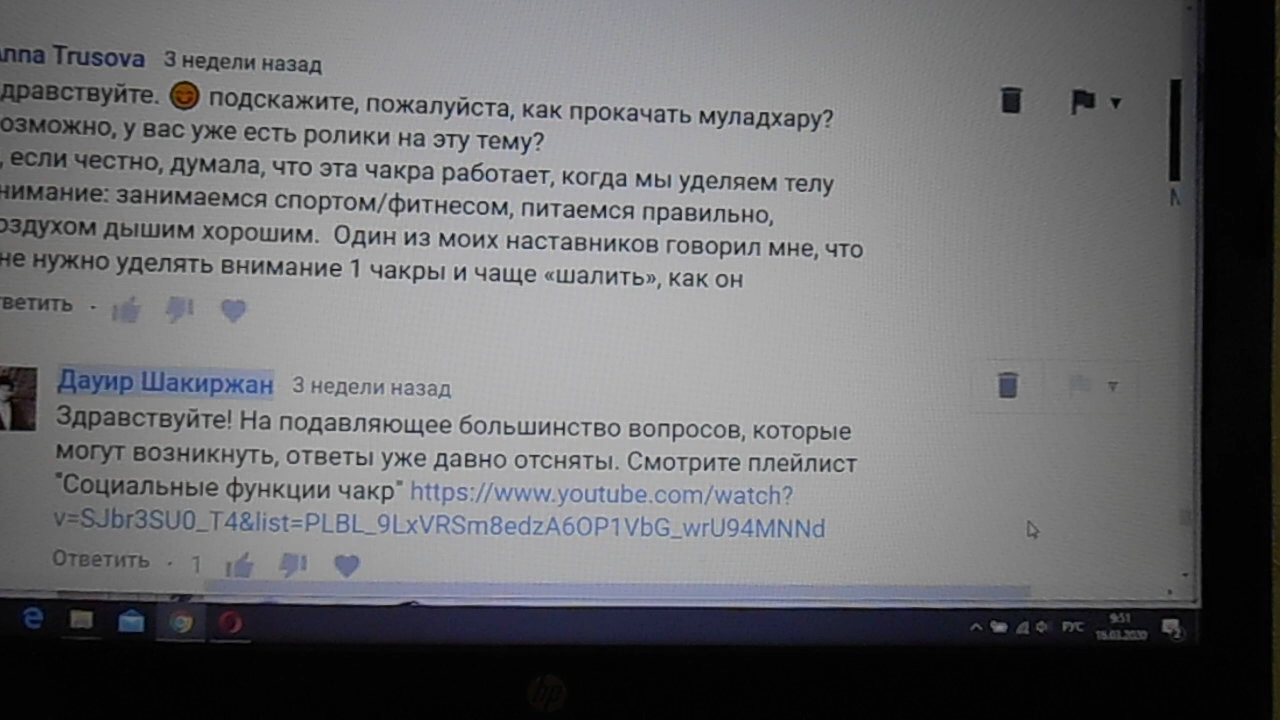 nna Trusova 3 недели назад
дравствуйте. подскажите, пожалуйста, как прокачать муладхару?
озможно, у вас уже есть ролики на эту тему?
, если честно, думала, что эта чакра работает, когда мы уделяем телу
нимание: занимаемся спортом/фитнесом, питаемся правильно,
оздухом дышим хорошим. Один из моих наставников говорил мне, что
не нужно уделять внимание 1 чакры и чаще «шалить», как он
ветить
Дауир Шакиржан 3 недели назад
Здравствуйте! На подавляющее большинство вопросов, которые
могут возникнуть, ответы уже давно отсняты. Смотрите плейлист
"Социальные функции чакр" https://www.youtube.com/watch?
v=SJbr3SU0_T4&list=PLBL_9LxVRSm8edzA6OP1VbG_wrU94MNNd
Ответить · 1
РУС
9:51
hp